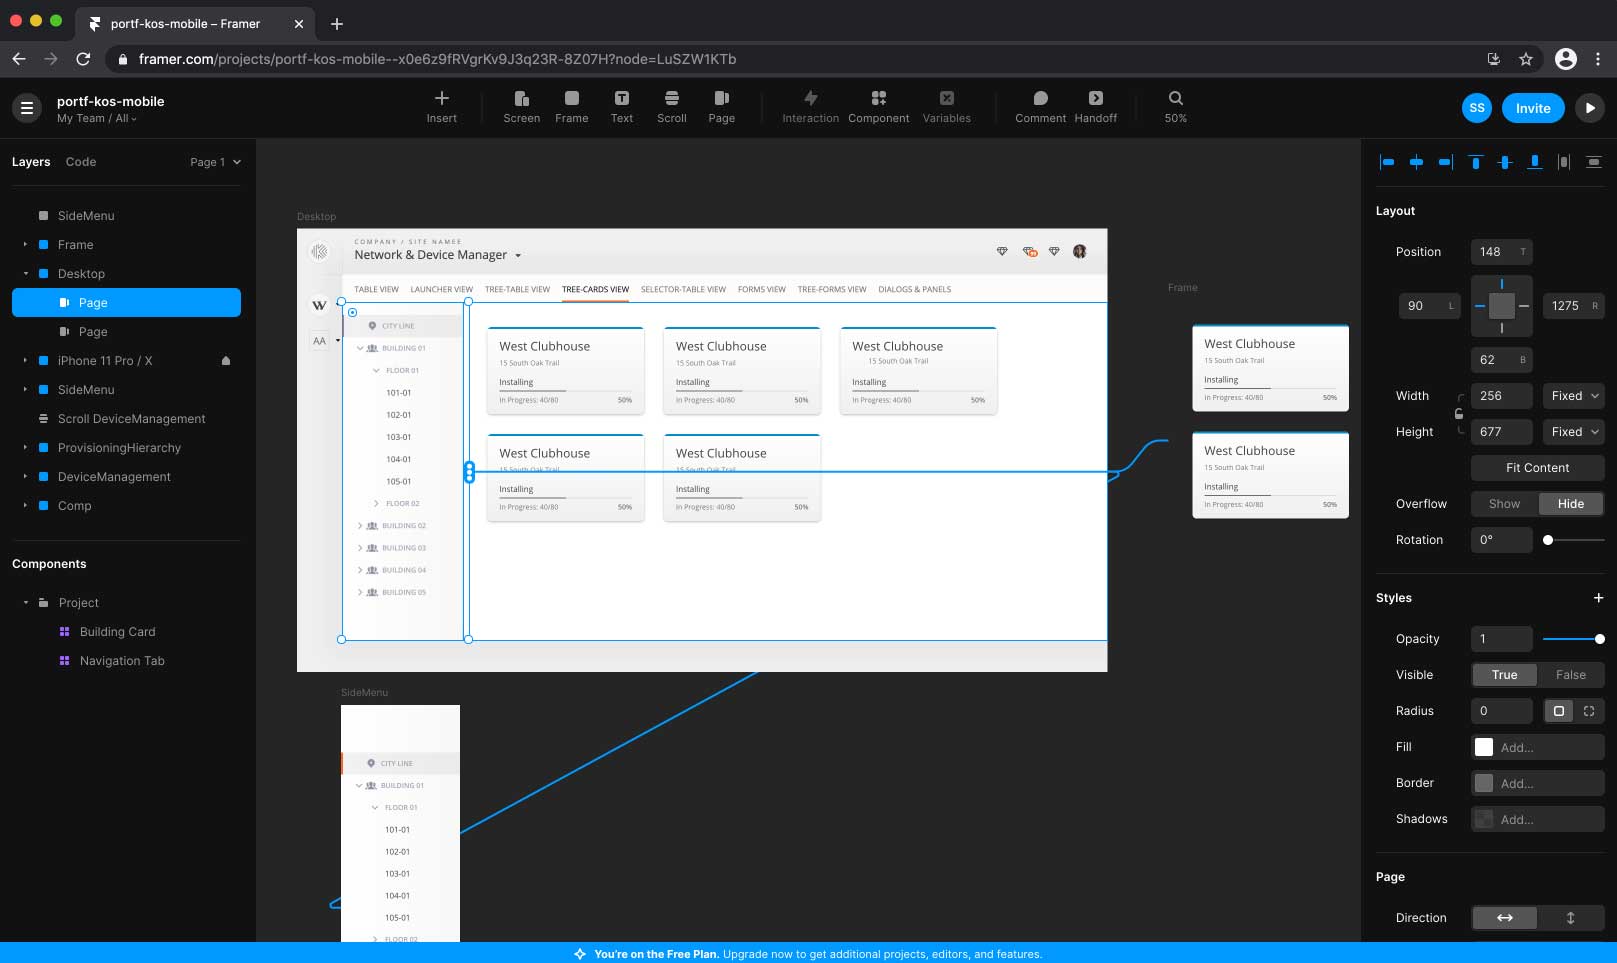 portf-kos-mobile – Framer
framer.com/projects/portf-kos-mobile--x0e6z9fRVgrKv9J3q23R-8Z07H?node=LuSZW1KTb
portf-kos-mobile
My Team / All
Insert
Screen
Frame
Text
Scroll
Page
Interaction
Component
Variables
Comment
Handoff
50%
SS
Invite
Layers
Code
Page 1
SideMenu
Frame
Desktop
Page
Page
iPhone 11 Pro / X
SideMenu
Scroll DeviceManagement
ProvisioningHierarchy
DeviceManagement
Comp
Components
Project
Building Card
Navigation Tab
Desktop
COMPANY / SITE NAMEE
Network & Device Manager
W
AA
TABLE VIEW
LAUNCHER VIEW
TREE-TABLE VIEW
TREE-CARDS VIEW
SELECTOR-TABLE VIEW
FORMS VIEW
TREE-FORMS VIEW
DIALOGS & PANELS
CITY LINE
BUILDING 01
FLOOR 01
101-01
102-01
103-01
104-01
105-01
FLOOR 02
BUILDING 02
BUILDING 03
BUILDING 04
BUILDING 05
West Clubhouse
15 South Oak Trail
Installing
In Progress: 40/80
50%
West Clubhouse
15 South Oak Trail
Installing
In Progress: 40/80
50%
West Clubhouse
15 South Oak Trail
Installing
In Progress: 40/80
50%
West Clubhouse
15 South Oak Trail
Installing
In Progress: 40/80
50%
West Clubhouse
15 South Oak Trail
Installing
In Progress: 40/80
50%
Frame
West Clubhouse
15 South Oak Trail
Installing
In Progress: 40/80
50%
West Clubhouse
15 South Oak Trail
Installing
In Progress: 40/80
50%
SideMenu
CITY LINE
BUILDING 01
FLOOR 01
101-01
102-01
103-01
104-01
105-01
FLOOR 02
Layout
Position
148 T
90 L
1275 R
62 B
Width
256
Fixed
Height
677
Fixed
Fit Content
Overflow
Show
Hide
Rotation
0°
Styles
Opacity
1
Visible
True
False
Radius
0
Fill
Add...
Border
Add...
Shadows
Add...
Page
Direction
You're on the Free Plan. Upgrade now to get additional projects, editors, and features.